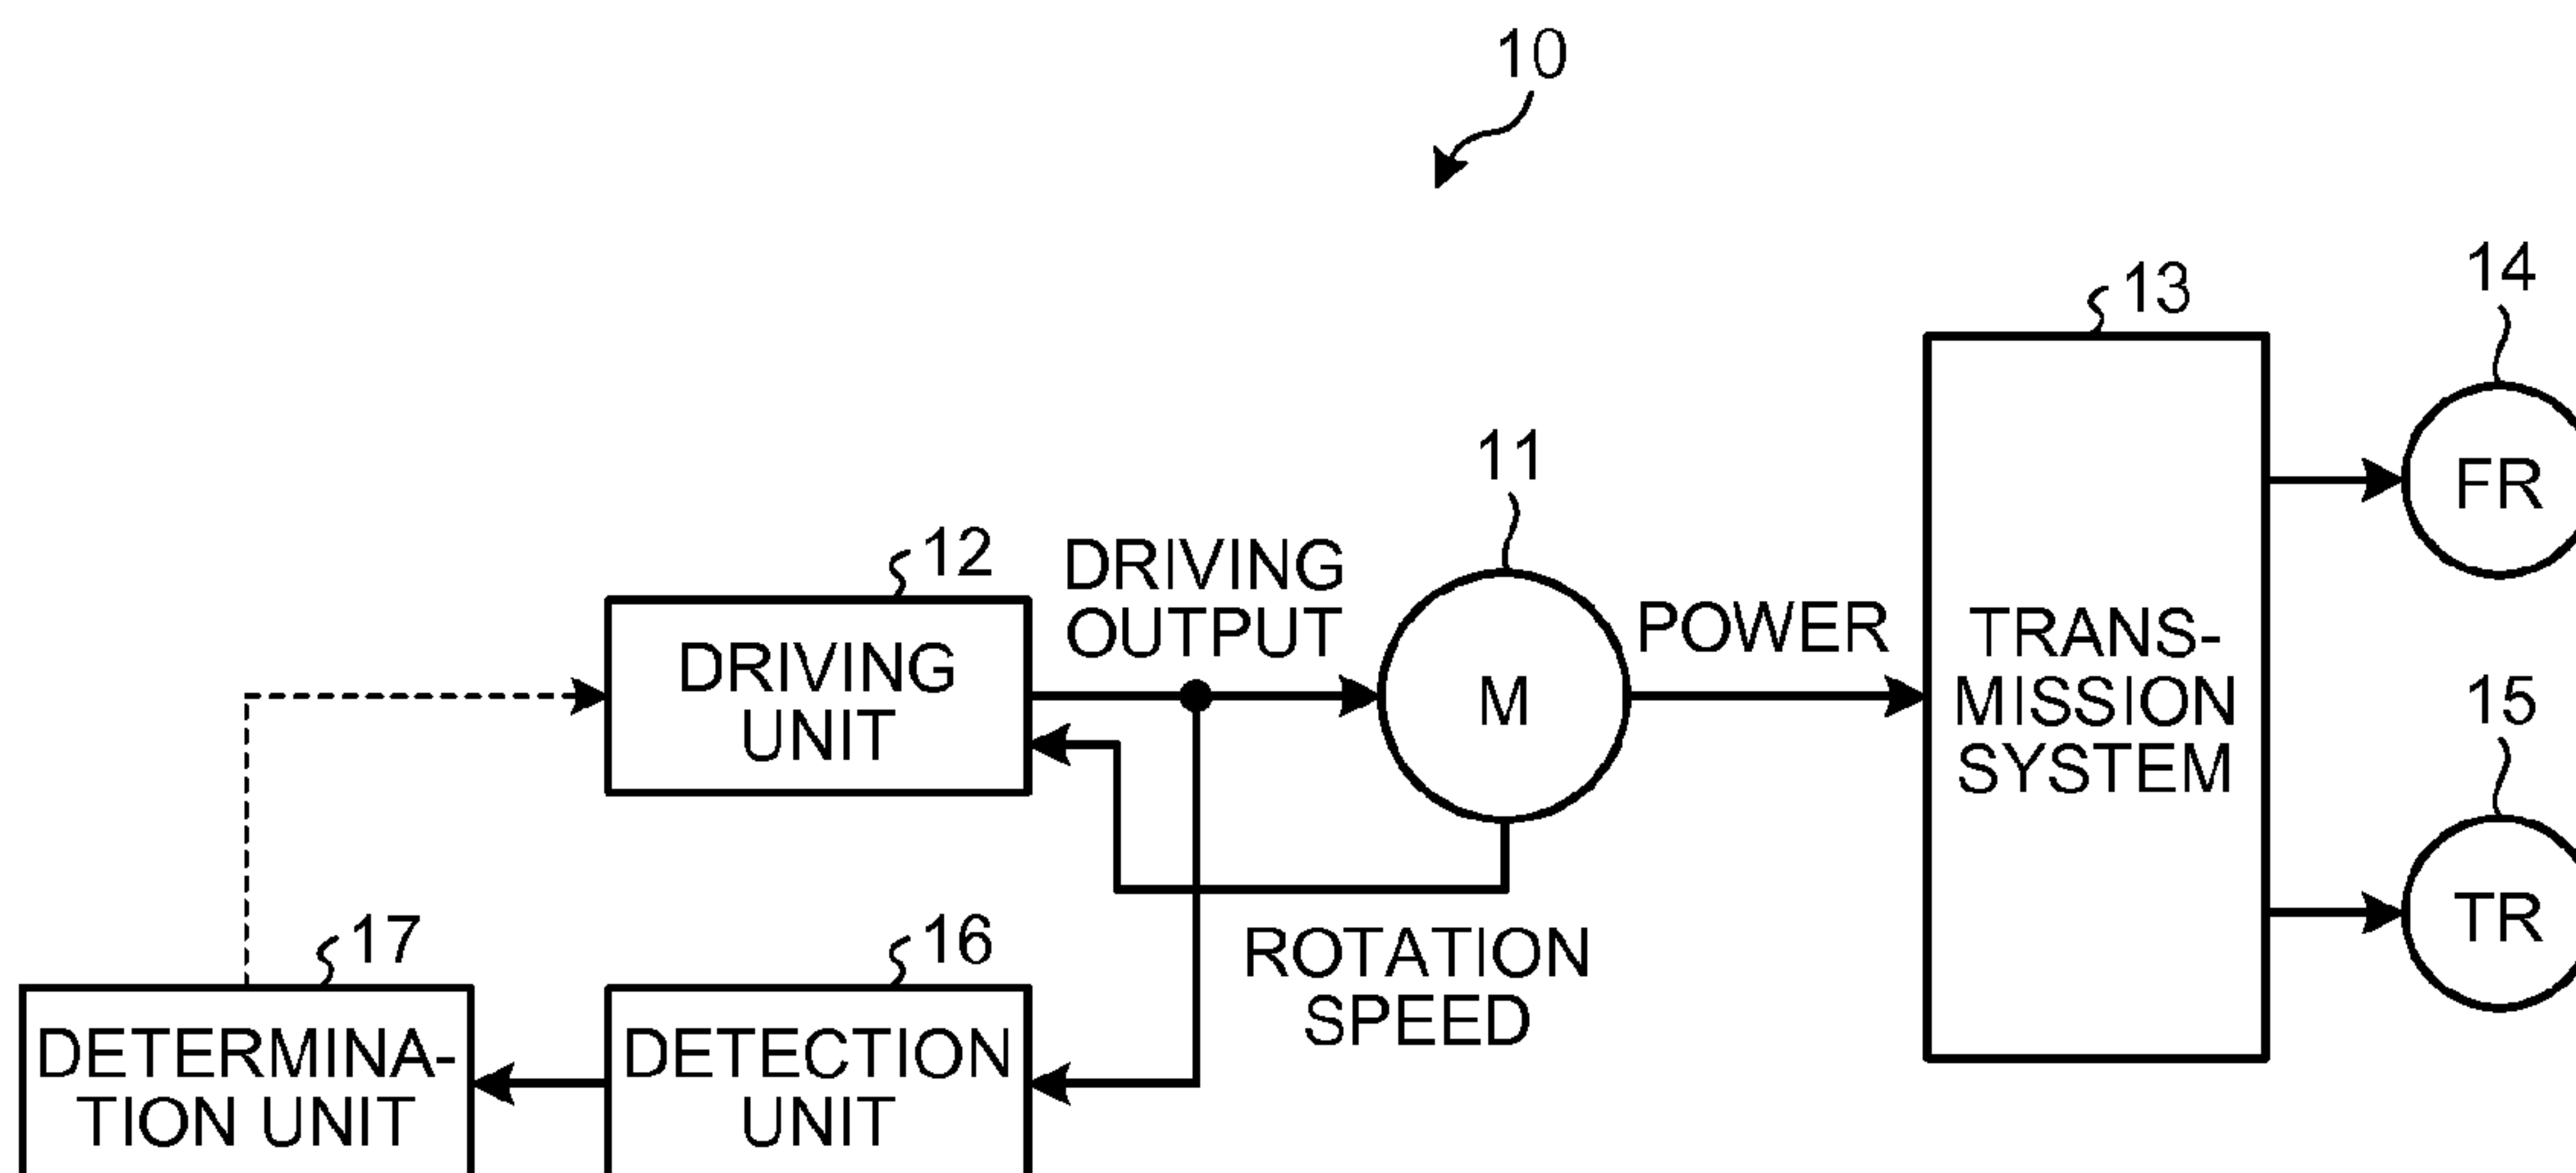 10
14
13
11
FR
12
DRIVING
OUTPUT
POWER
TRANS-
MISSION
SYSTEM
DRIVING
UNIT
M
15
TR
17
16
ROTATION
SPEED
DETERMINA-
TION UNIT
DETECTION
UNIT